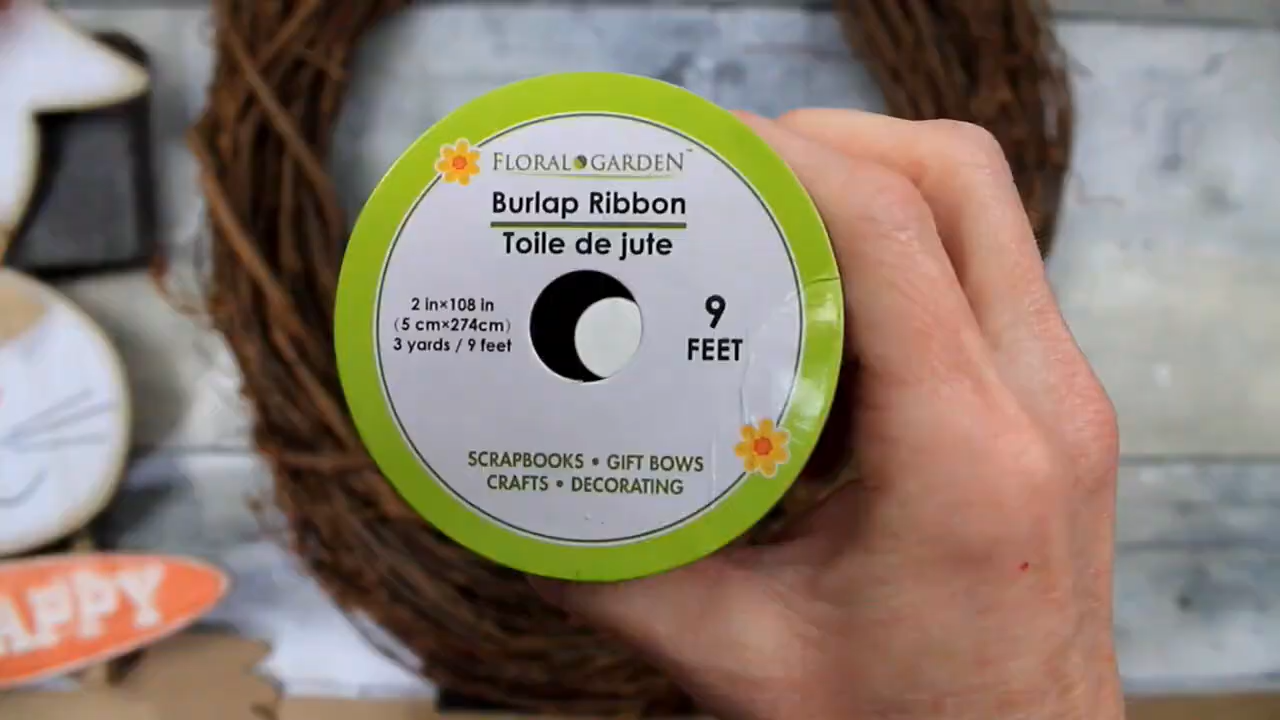 FLORAL GARDEN™
Burlap Ribbon
Toile de jute
2 in×108 in
(5 cm×274cm)
3 yards / 9 feet
9
FEET
SCRAPBOOKS • GIFT BOWS
CRAFTS • DECORATING
APPY